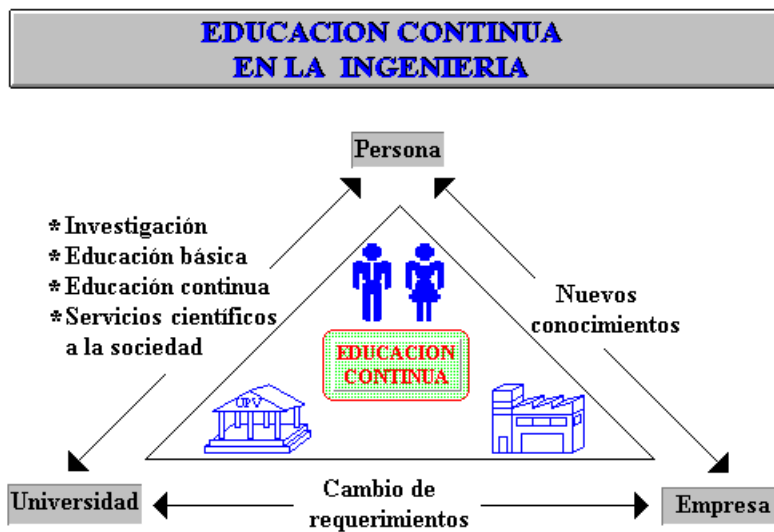 EDUCACION CONTINUA
EN LA INGENIERIA
Persona
* Investigación
* Educación básica
* Educación continua
* Servicios científicos
a la sociedad
Nuevos
conocimientos
EDUCACION
CONTINUA
UPV
Universidad
Cambio de
requerimientos
Empresa